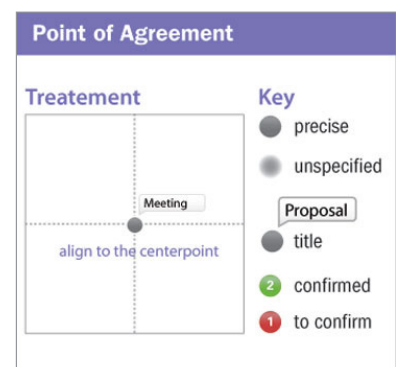 Point of Agreement
Treatement
Meeting
align to the centerpoint
Key
precise
unspecified
Proposal
title
2 confirmed
1 to confirm